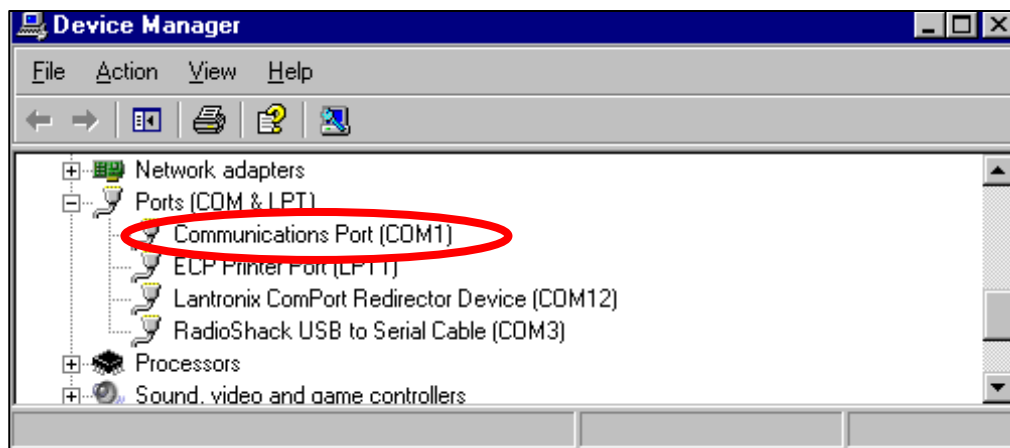 Device Manager
File Action View Help
Network adapters
Ports (COM & LPT)
Communications Port (COM1)
ECP Printer Port (LPT1)
Lantronix ComPort Redirector Device (COM12)
RadioShack USB to Serial Cable (COM3)
Processors
Sound, video and game controllers